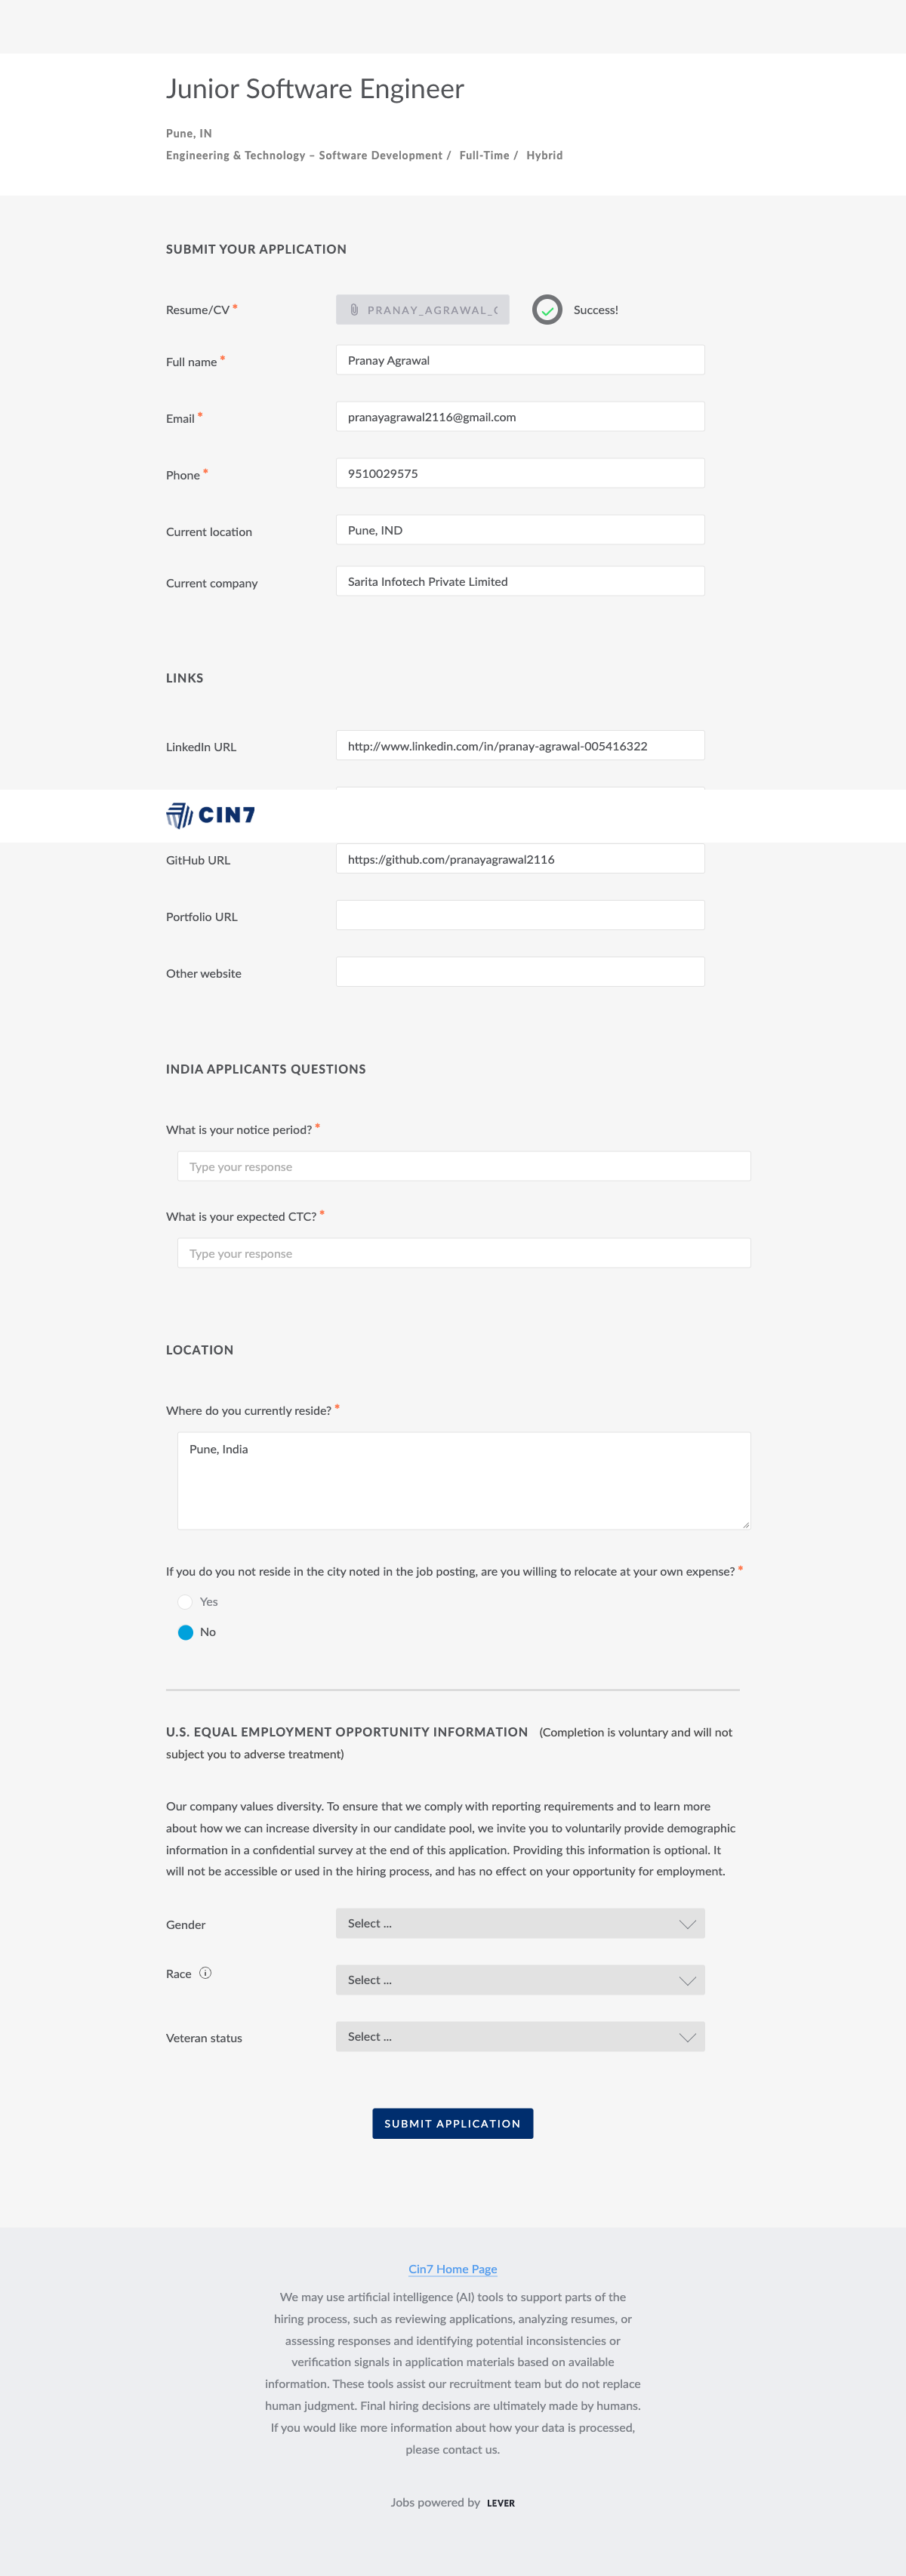 Junior Software Engineer
Pune, IN
Engineering & Technology – Software Development / Full-Time / Hybrid
SUBMIT YOUR APPLICATION
Resume/CV * PRANAY_AGRAWAL_ Success!
Full name * Pranay Agrawal
Email * pranayagrawal2116@gmail.com
Phone * 9510029575
Current location Pune, IND
Current company Sarita Infotech Private Limited
LINKS
LinkedIn URL http://www.linkedin.com/in/pranay-agrawal-005416322
CIN7
GitHub URL https://github.com/pranayagrawal2116
Portfolio URL
Other website
INDIA APPLICANTS QUESTIONS
What is your notice period? *
Type your response
What is your expected CTC? *
Type your response
LOCATION
Where do you currently reside? *
Pune, India
If you do you not reside in the city noted in the job posting, are you willing to relocate at your own expense? *
Yes
No
U.S. EQUAL EMPLOYMENT OPPORTUNITY INFORMATION (Completion is voluntary and will not
subject you to adverse treatment)
Our company values diversity. To ensure that we comply with reporting requirements and to learn more
about how we can increase diversity in our candidate pool, we invite you to voluntarily provide demographic
information in a confidential survey at the end of this application. Providing this information is optional. It
will not be accessible or used in the hiring process, and has no effect on your opportunity for employment.
Gender Select ...
Race Select ...
Veteran status Select ...
SUBMIT APPLICATION
Cin7 Home Page
We may use artificial intelligence (AI) tools to support parts of the
hiring process, such as reviewing applications, analyzing resumes, or
assessing responses and identifying potential inconsistencies or
verification signals in application materials based on available
information. These tools assist our recruitment team but do not replace
human judgment. Final hiring decisions are ultimately made by humans.
If you would like more information about how your data is processed,
please contact us.
Jobs powered by LEVER